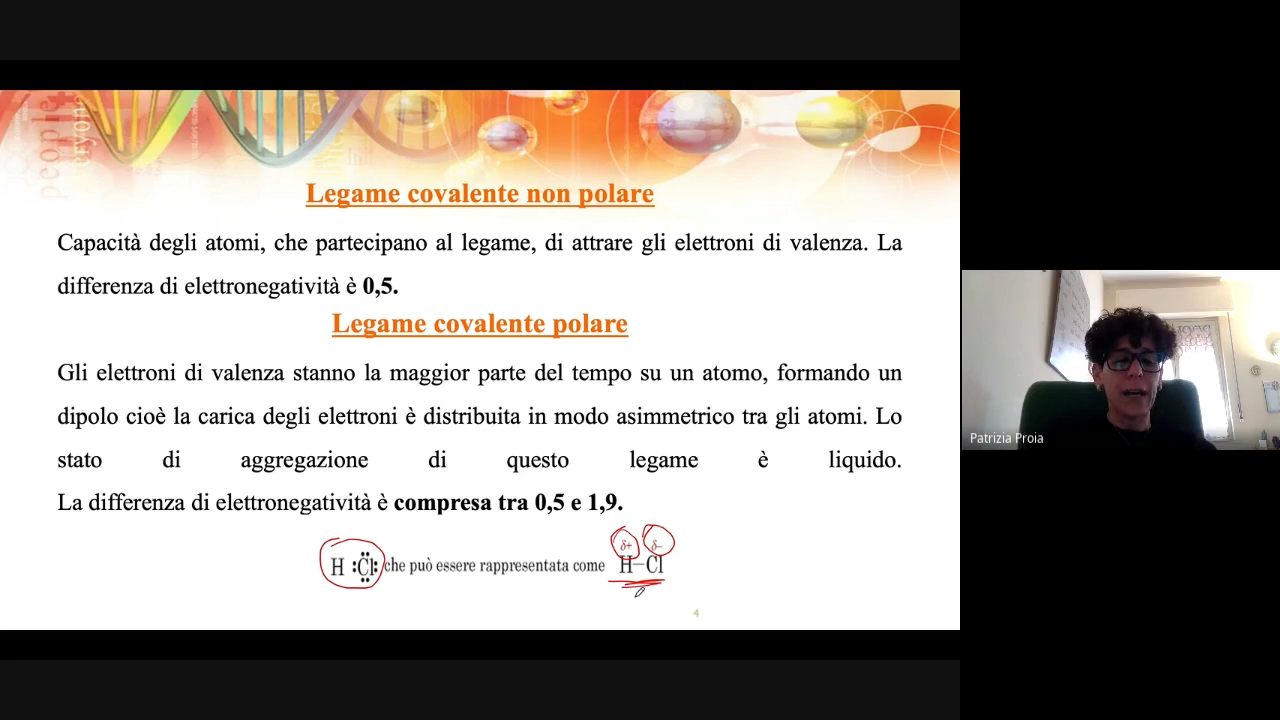 people
eryone
Legame covalente non polare
Capacità degli atomi, che partecipano al legame, di attrare gli elettroni di valenza. La
differenza di elettronegatività è 0,5.
Legame covalente polare
Gli elettroni di valenza stanno la maggior parte del tempo su un atomo, formando un
dipolo cioè la carica degli elettroni è distribuita in modo asimmetrico tra gli atomi. Lo
stato di aggregazione di questo legame è liquido.
La differenza di elettronegatività è compresa tra 0,5 e 1,9.
δ+ δ−
H :Cl: che può essere rappresentata come H−Cl
4
Patrizia Proia